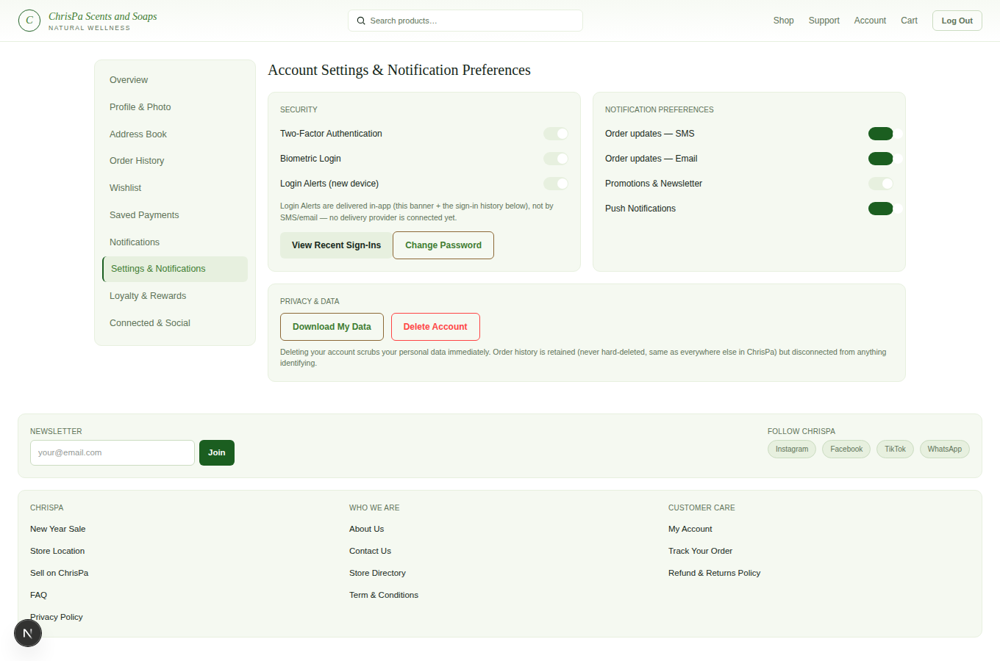 C
ChrisPa Scents and Soaps
NATURAL WELLNESS
Search products…
Shop
Support
Account
Cart
Log Out
Overview
Profile & Photo
Address Book
Order History
Wishlist
Saved Payments
Notifications
Settings & Notifications
Loyalty & Rewards
Connected & Social
Account Settings & Notification Preferences
SECURITY
Two-Factor Authentication
Biometric Login
Login Alerts (new device)
Login Alerts are delivered in-app (this banner + the sign-in history below), not by
SMS/email — no delivery provider is connected yet.
View Recent Sign-Ins
Change Password
NOTIFICATION PREFERENCES
Order updates — SMS
Order updates — Email
Promotions & Newsletter
Push Notifications
PRIVACY & DATA
Download My Data
Delete Account
Deleting your account scrubs your personal data immediately. Order history is retained (never hard-deleted, same as everywhere else in ChrisPa) but disconnected from anything
identifying.
NEWSLETTER
your@email.com
Join
FOLLOW CHRISPA
Instagram
Facebook
TikTok
WhatsApp
CHRISPA
New Year Sale
Store Location
Sell on ChrisPa
FAQ
Privacy Policy
WHO WE ARE
About Us
Contact Us
Store Directory
Term & Conditions
CUSTOMER CARE
My Account
Track Your Order
Refund & Returns Policy
N